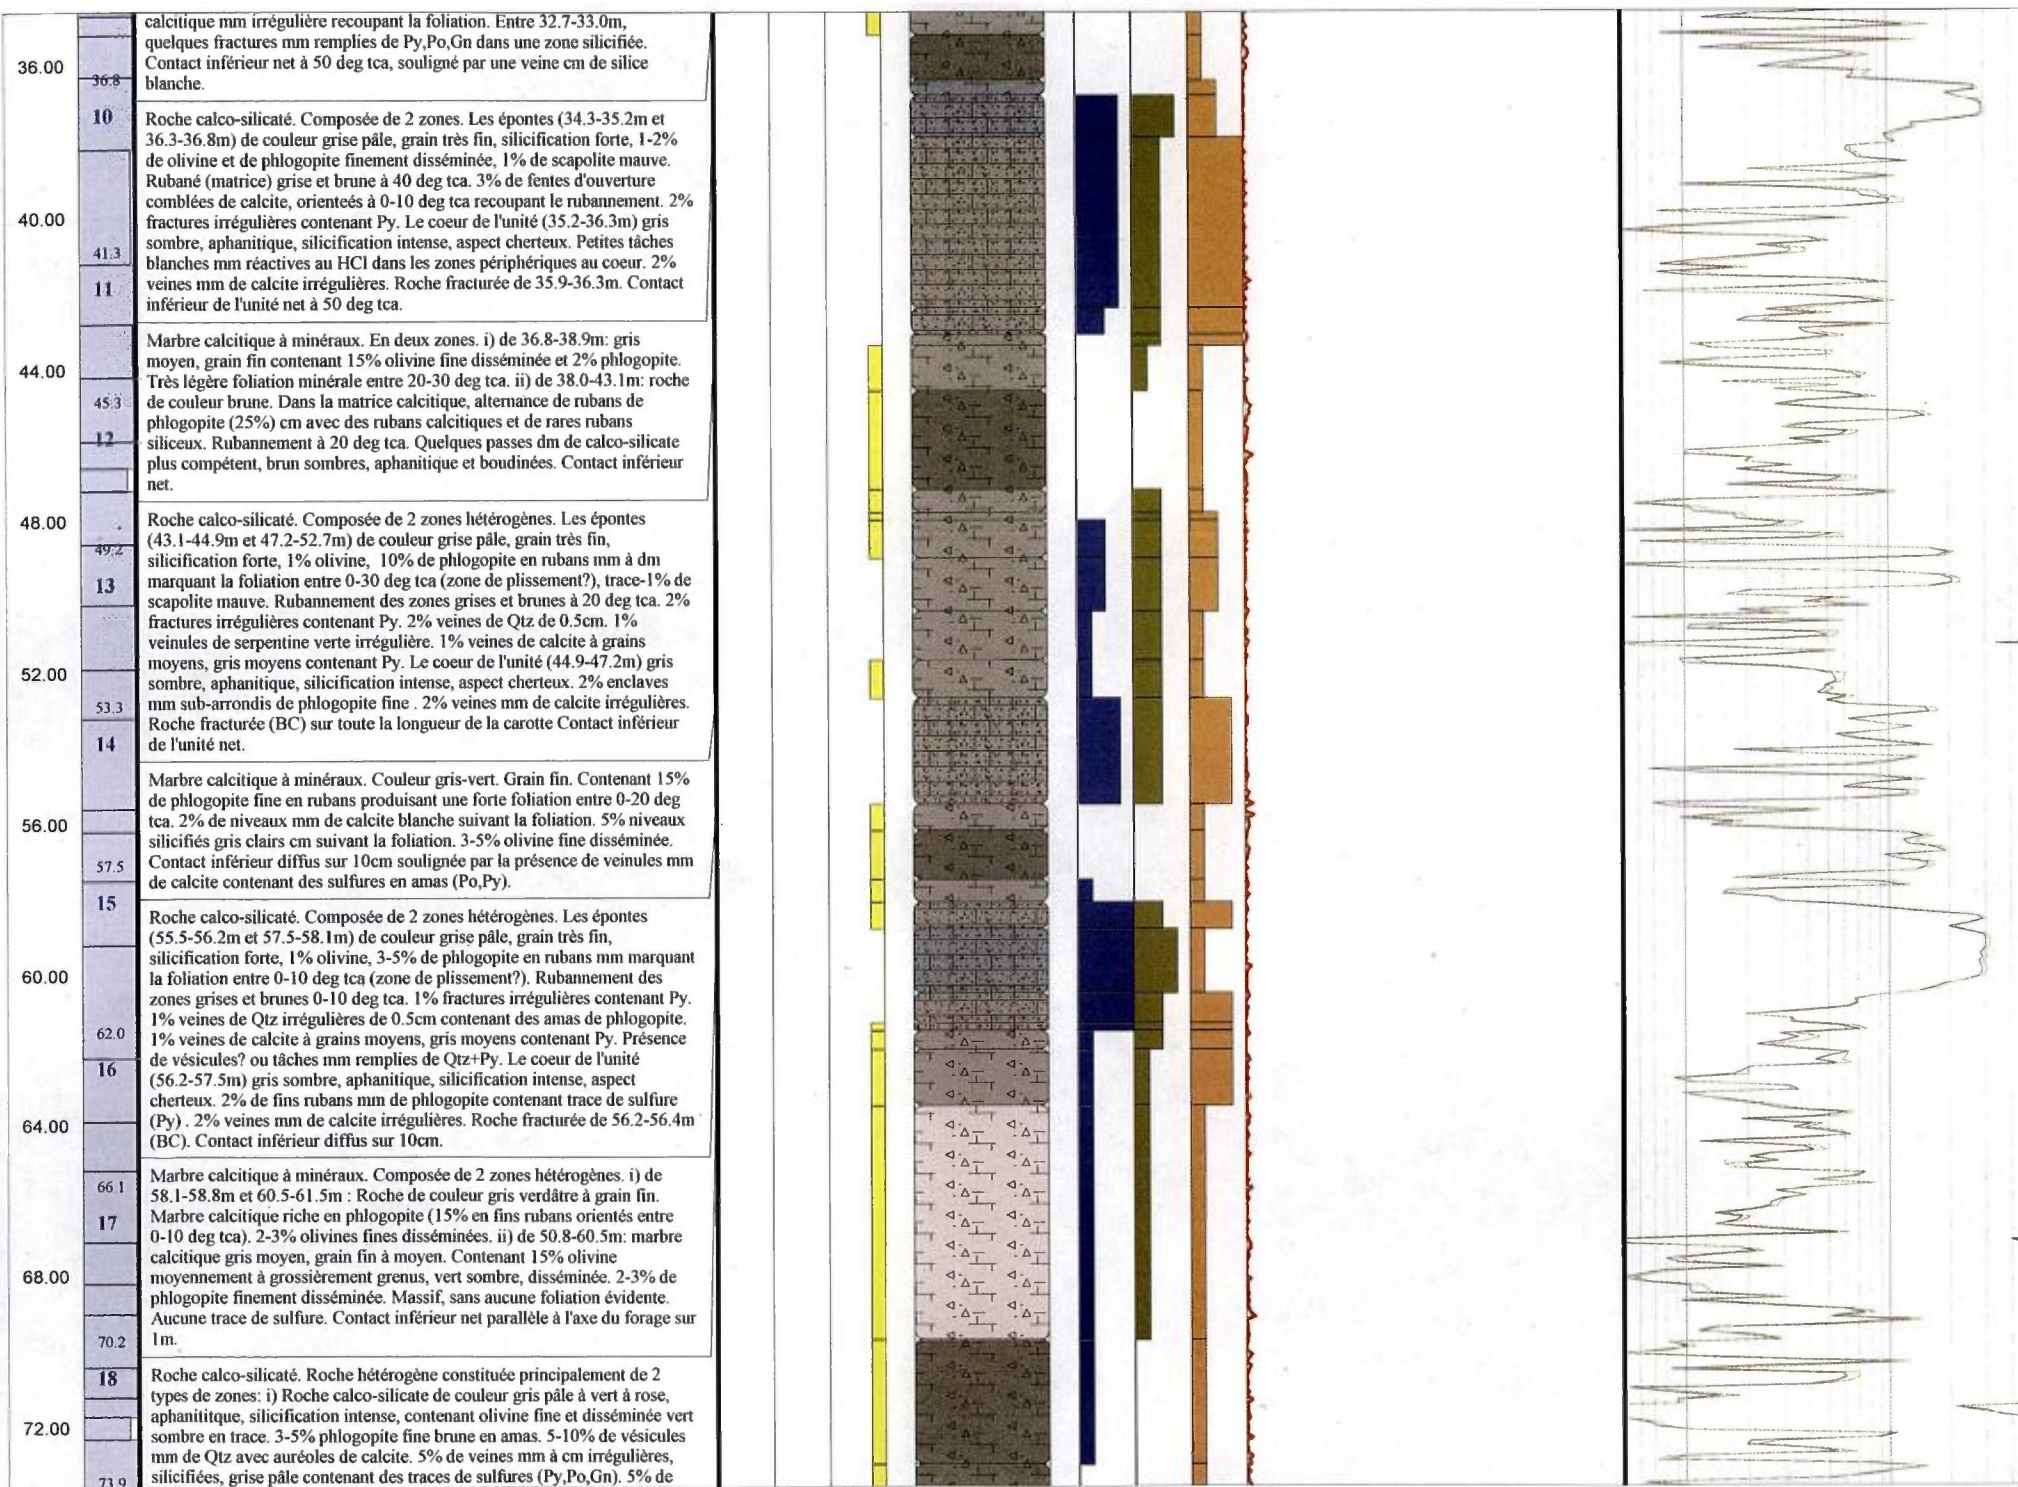 36.00
40.00
44.00
48.00
52.00
56.00
60.00
64.00
68.00
72.00
36.8
10
41.3
11
45.3
12
49.2
13
53.3
14
57.5
15
62.0
16
66.1
17
70.2
18
73.9
calcitique mm irrégulière recoupant la foliation. Entre 32.7-33.0m,
quelques fractures mm remplies de Py,Po,Gn dans une zone silicifiée.
Contact inférieur net à 50 deg tca, souligné par une veine cm de silice
blanche.
Roche calco-silicaté. Composée de 2 zones. Les épontes (34.3-35.2m et
36.3-36.8m) de couleur grise pâle, grain très fin, silicification forte, 1-2%
de olivine et de phlogopite finement disséminée, 1% de scapolite mauve.
Rubané (matrice) grise et brune à 40 deg tca. 3% de fentes d'ouverture
comblées de calcite, orienteés à 0-10 deg tca recoupant le rubannement. 2%
fractures irrégulières contenant Py. Le coeur de l'unité (35.2-36.3m) gris
sombre, aphanitique, silicification intense, aspect cherteux. Petites tâches
blanches mm réactives au HCl dans les zones périphériques au coeur. 2%
veines mm de calcite irrégulières. Roche fracturée de 35.9-36.3m. Contact
inférieur de l'unité net à 50 deg tca.
Marbre calcitique à minéraux. En deux zones. i) de 36.8-38.9m: gris
moyen, grain fin contenant 15% olivine fine disséminée et 2% phlogopite.
Très légère foliation minérale entre 20-30 deg tca. ii) de 38.0-43.1m: roche
de couleur brune. Dans la matrice calcitique, alternance de rubans de
phlogopite (25%) cm avec des rubans calcitiques et de rares rubans
siliceux. Rubannement à 20 deg tca. Quelques passes dm de calco-silicate
plus compétent, brun sombres, aphanitique et boudinées. Contact inférieur
net.
Roche calco-silicaté. Composée de 2 zones hétérogènes. Les épontes
(43.1-44.9m et 47.2-52.7m) de couleur grise pâle, grain très fin,
silicification forte, 1% olivine, 10% de phlogopite en rubans mm à dm
marquant la foliation entre 0-30 deg tca (zone de plissement?), trace-1% de
scapolite mauve. Rubannement des zones grises et brunes à 20 deg tca. 2%
fractures irrégulières contenant Py. 2% veines de Qtz de 0.5cm. 1%
veinules de serpentine verte irrégulière. 1% veines de calcite à grains
moyens, gris moyens contenant Py. Le coeur de l'unité (44.9-47.2m) gris
sombre, aphanitique, silicification intense, aspect cherteux. 2% enclaves
mm sub-arrondis de phlogopite fine . 2% veines mm de calcite irrégulières.
Roche fracturée (BC) sur toute la longueur de la carotte Contact inférieur
de l'unité net.
Marbre calcitique à minéraux. Couleur gris-vert. Grain fin. Contenant 15%
de phlogopite fine en rubans produisant une forte foliation entre 0-20 deg
tca. 2% de niveaux mm de calcite blanche suivant la foliation. 5% niveaux
silicifiés gris clairs cm suivant la foliation. 3-5% olivine fine disséminée.
Contact inférieur diffus sur 10cm soulignée par la présence de veinules mm
de calcite contenant des sulfures en amas (Po,Py).
Roche calco-silicaté. Composée de 2 zones hétérogènes. Les épontes
(55.5-56.2m et 57.5-58.1m) de couleur grise pâle, grain très fin,
silicification forte, 1% olivine, 3-5% de phlogopite en rubans mm marquant
la foliation entre 0-10 deg tca (zone de plissement?). Rubannement des
zones grises et brunes 0-10 deg tca. 1% fractures irrégulières contenant Py.
1% veines de Qtz irrégulières de 0.5cm contenant des amas de phlogopite.
1% veines de calcite à grains moyens, gris moyens contenant Py. Présence
de vésicules? ou tâches mm remplies de Qtz+Py. Le coeur de l'unité
(56.2-57.5m) gris sombre, aphanitique, silicification intense, aspect
cherteux. 2% de fins rubans mm de phlogopite contenant trace de sulfure
(Py) . 2% veines mm de calcite irrégulières. Roche fracturée de 56.2-56.4m
(BC). Contact inférieur diffus sur 10cm.
Marbre calcitique à minéraux. Composée de 2 zones hétérogènes. i) de
58.1-58.8m et 60.5-61.5m : Roche de couleur gris verdâtre à grain fin.
Marbre calcitique riche en phlogopite (15% en fins rubans orientés entre
0-10 deg tca). 2-3% olivines fines disséminées. ii) de 50.8-60.5m: marbre
calcitique gris moyen, grain fin à moyen. Contenant 15% olivine
moyennement à grossièrement grenus, vert sombre, disséminée. 2-3% de
phlogopite finement disséminée. Massif, sans aucune foliation évidente.
Aucune trace de sulfure. Contact inférieur net parallèle à l'axe du forage sur
1m.
Roche calco-silicaté. Roche hétérogène constituée principalement de 2
types de zones: i) Roche calco-silicate de couleur gris pâle à vert à rose,
aphanititque, silicification intense, contenant olivine fine et disséminée vert
sombre en trace. 3-5% phlogopite fine brune en amas. 5-10% de vésicules
mm de Qtz avec auréoles de calcite. 5% de veines mm à cm irrégulières,
silicifiées, grise pâle contenant des traces de sulfures (Py,Po,Gn). 5% de